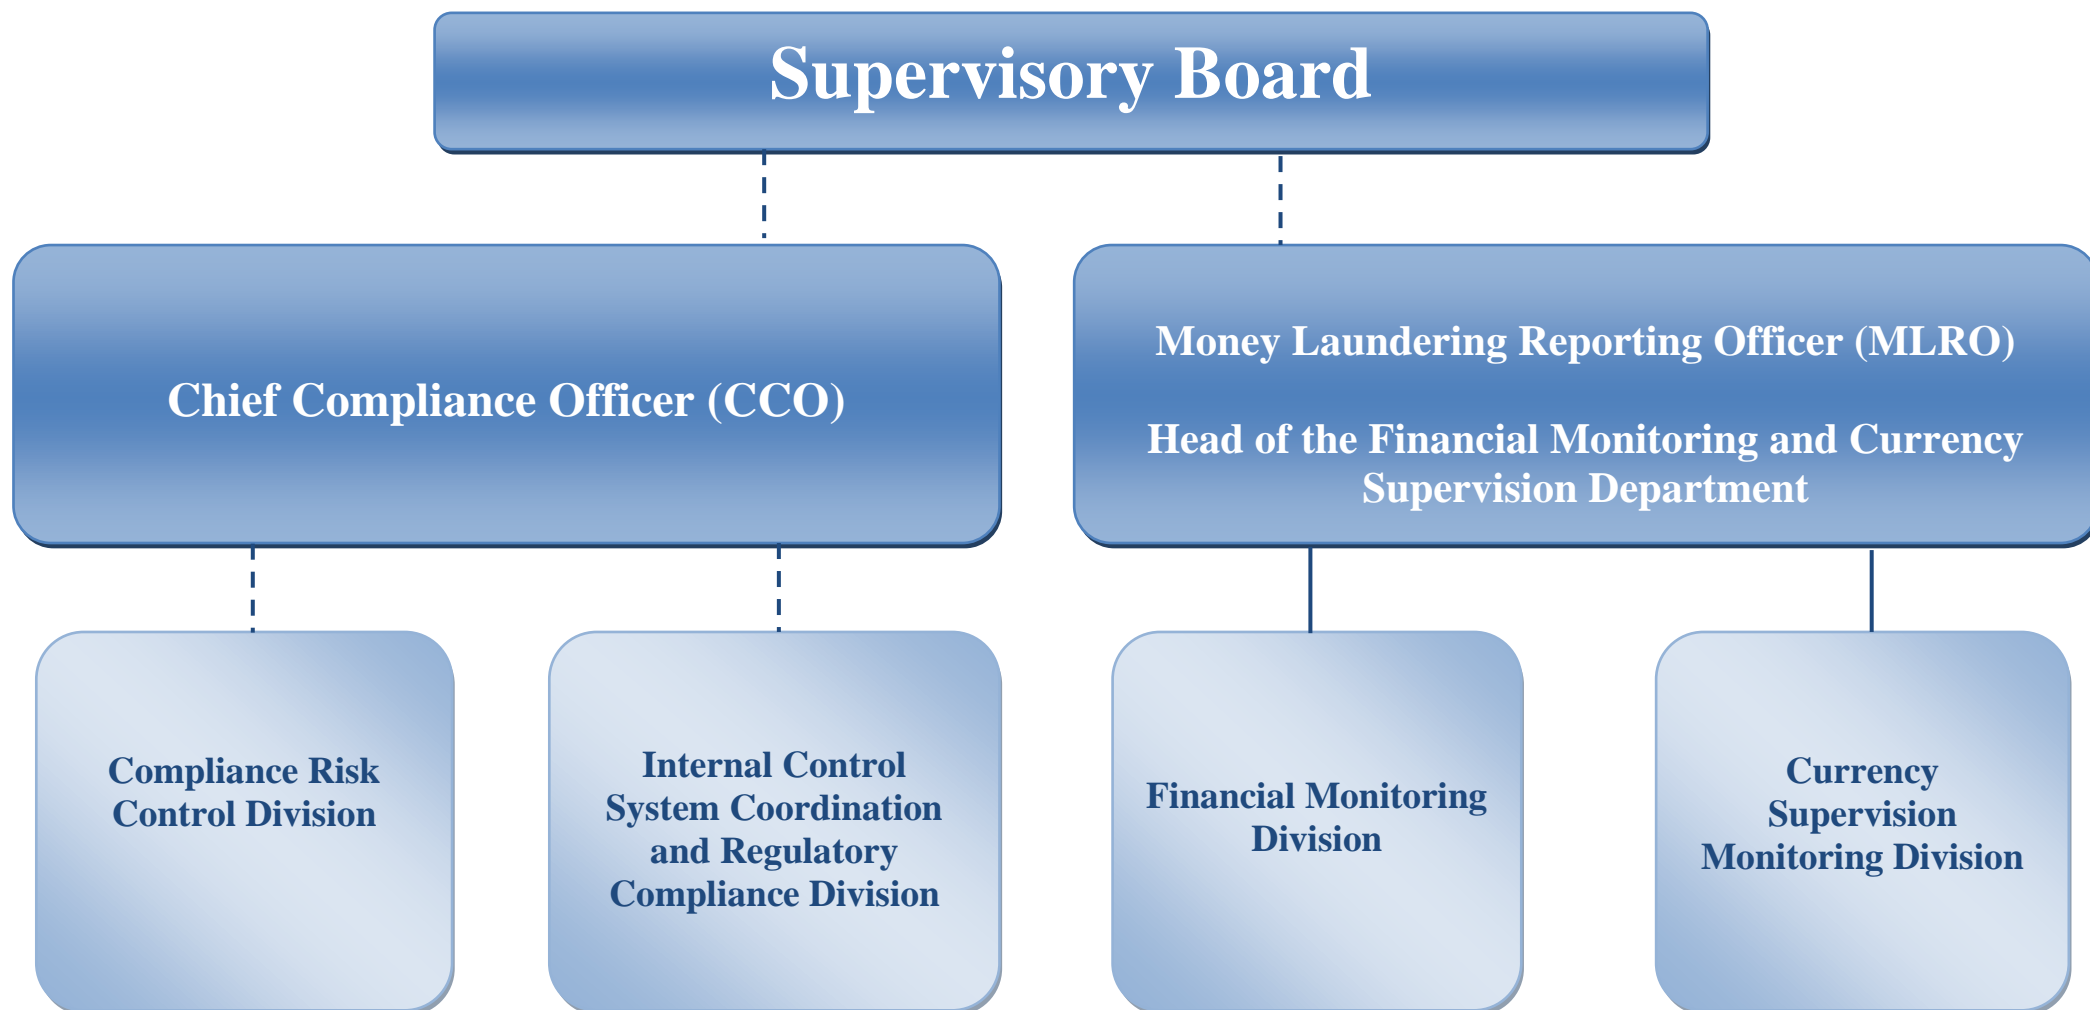 Supervisory Board
Chief Compliance Officer (CCO)
Money Laundering Reporting Officer (MLRO)
Head of the Financial Monitoring and Currency
Supervision Department
Compliance Risk
Control Division
Internal Control
System Coordination
and Regulatory
Compliance Division
Financial Monitoring
Division
Currency
Supervision
Monitoring Division